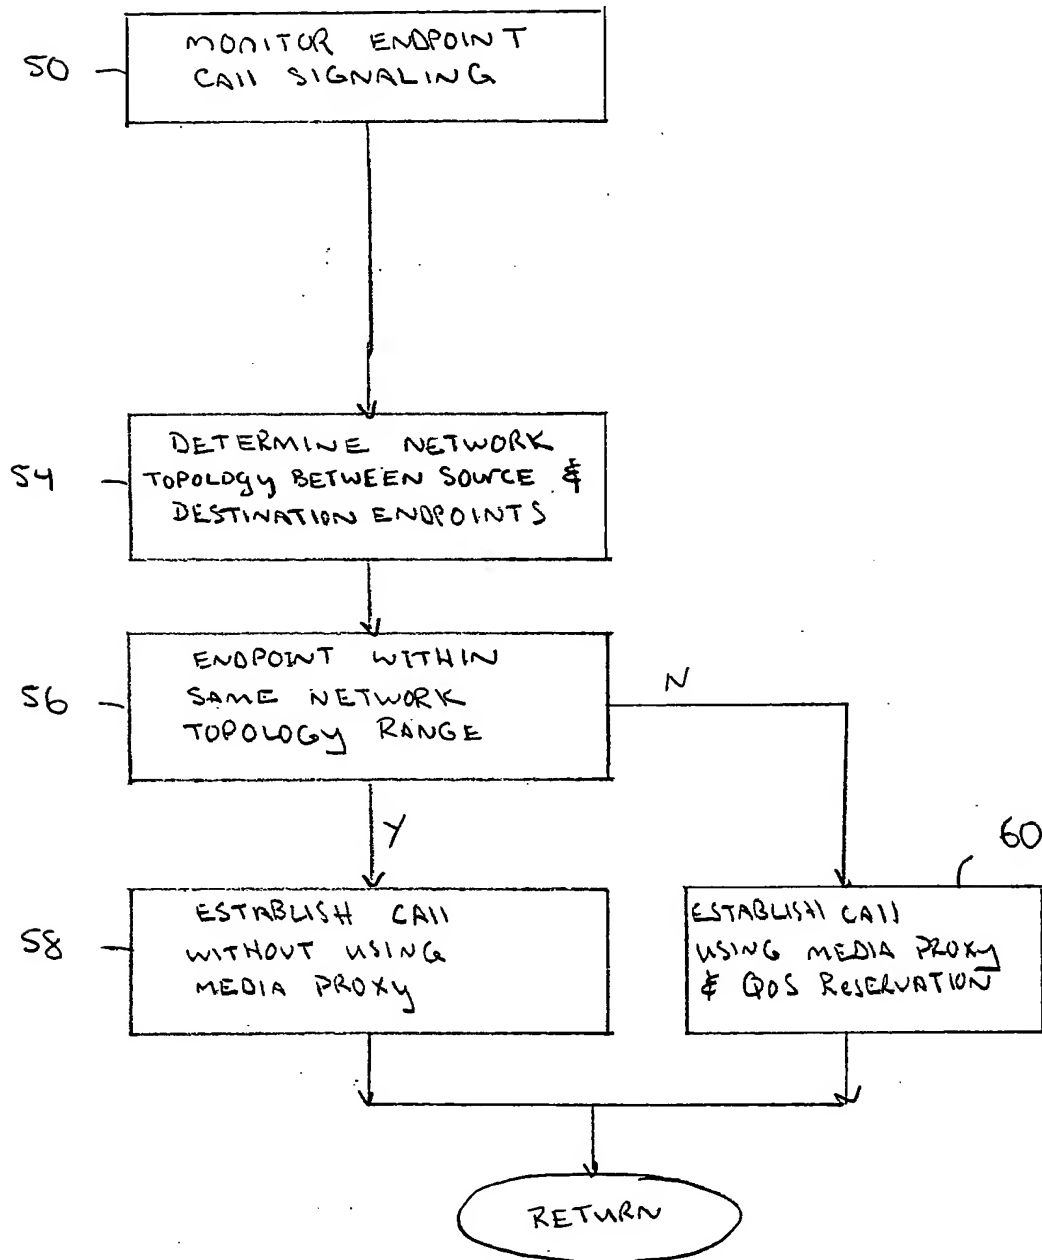 50
MONITOR ENDPOINT
CALL SIGNALING
54
DETERMINE NETWORK
TOPOLOGY BETWEEN SOURCE &
DESTINATION ENDPOINTS
56
ENDPOINT WITHIN
SAME NETWORK
TOPOLOGY RANGE
N
Y
60
58
ESTABLISH CALL
WITHOUT USING
MEDIA PROXY
ESTABLISH CALL
USING MEDIA PROXY
& QOS RESERVATION
RETURN